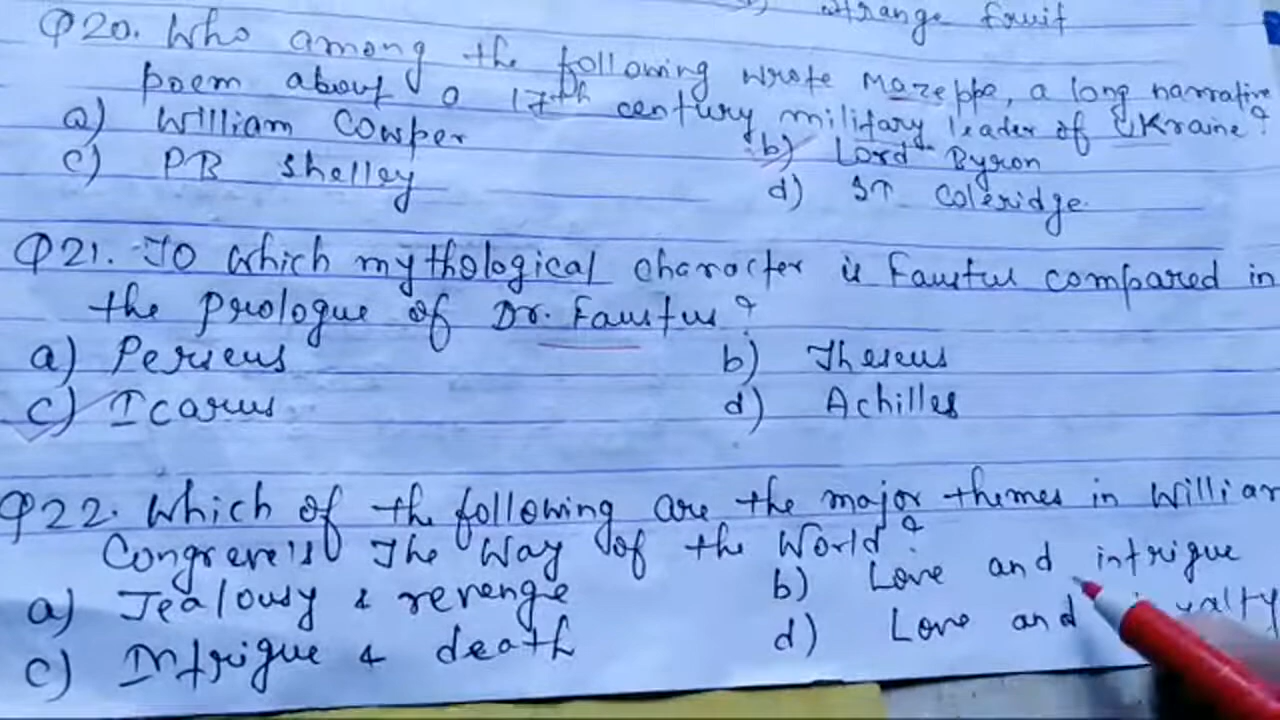 strange fruit
Q20. Who among the following wrote Mazeppa, a long narrative
poem about a 17th century military leader of Ukraine?
a) William Cowper
b) Lord Byron
c) PB Shelley
d) ST Coleridge
Q21. To which mythological character is Faustus compared in
the prologue of Dr. Faustus?
a) Perseus
b) Theseus
c) Icarus
d) Achilles
Q22. Which of the following are the major themes in William
Congreve's The Way of the World?
a) Jealousy & revenge
b) Love and intrigue
c) Intrigue & death
d) Love and